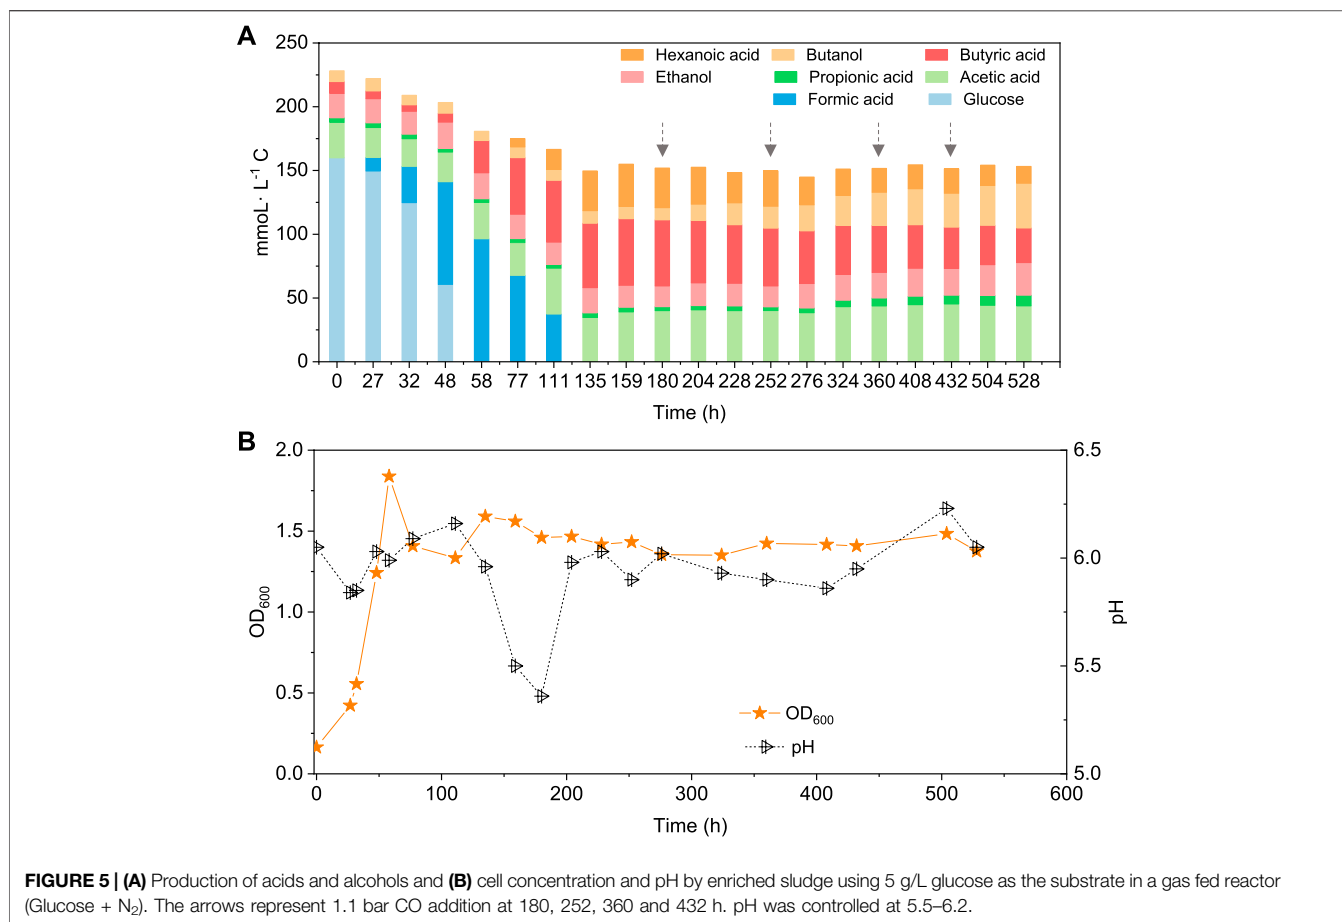 A
250
200
150
100
50
0
mmoL· L⁻¹ C
Hexanoic acid Butanol Butyric acid
Ethanol Propionic acid Acetic acid
Formic acid Glucose
0 27 32 48 58 77 111 135 159 180 204 228 252 276 324 360 408 432 504 528
Time (h)
B
2.0
1.5
1.0
0.5
0.0
OD₆₀₀
6.5
6.0
5.5
5.0
pH
OD₆₀₀
pH
0 100 200 300 400 500 600
Time (h)
FIGURE 5 | (A) Production of acids and alcohols and (B) cell concentration and pH by enriched sludge using 5 g/L glucose as the substrate in a gas fed reactor
(Glucose + N₂). The arrows represent 1.1 bar CO addition at 180, 252, 360 and 432 h. pH was controlled at 5.5–6.2.